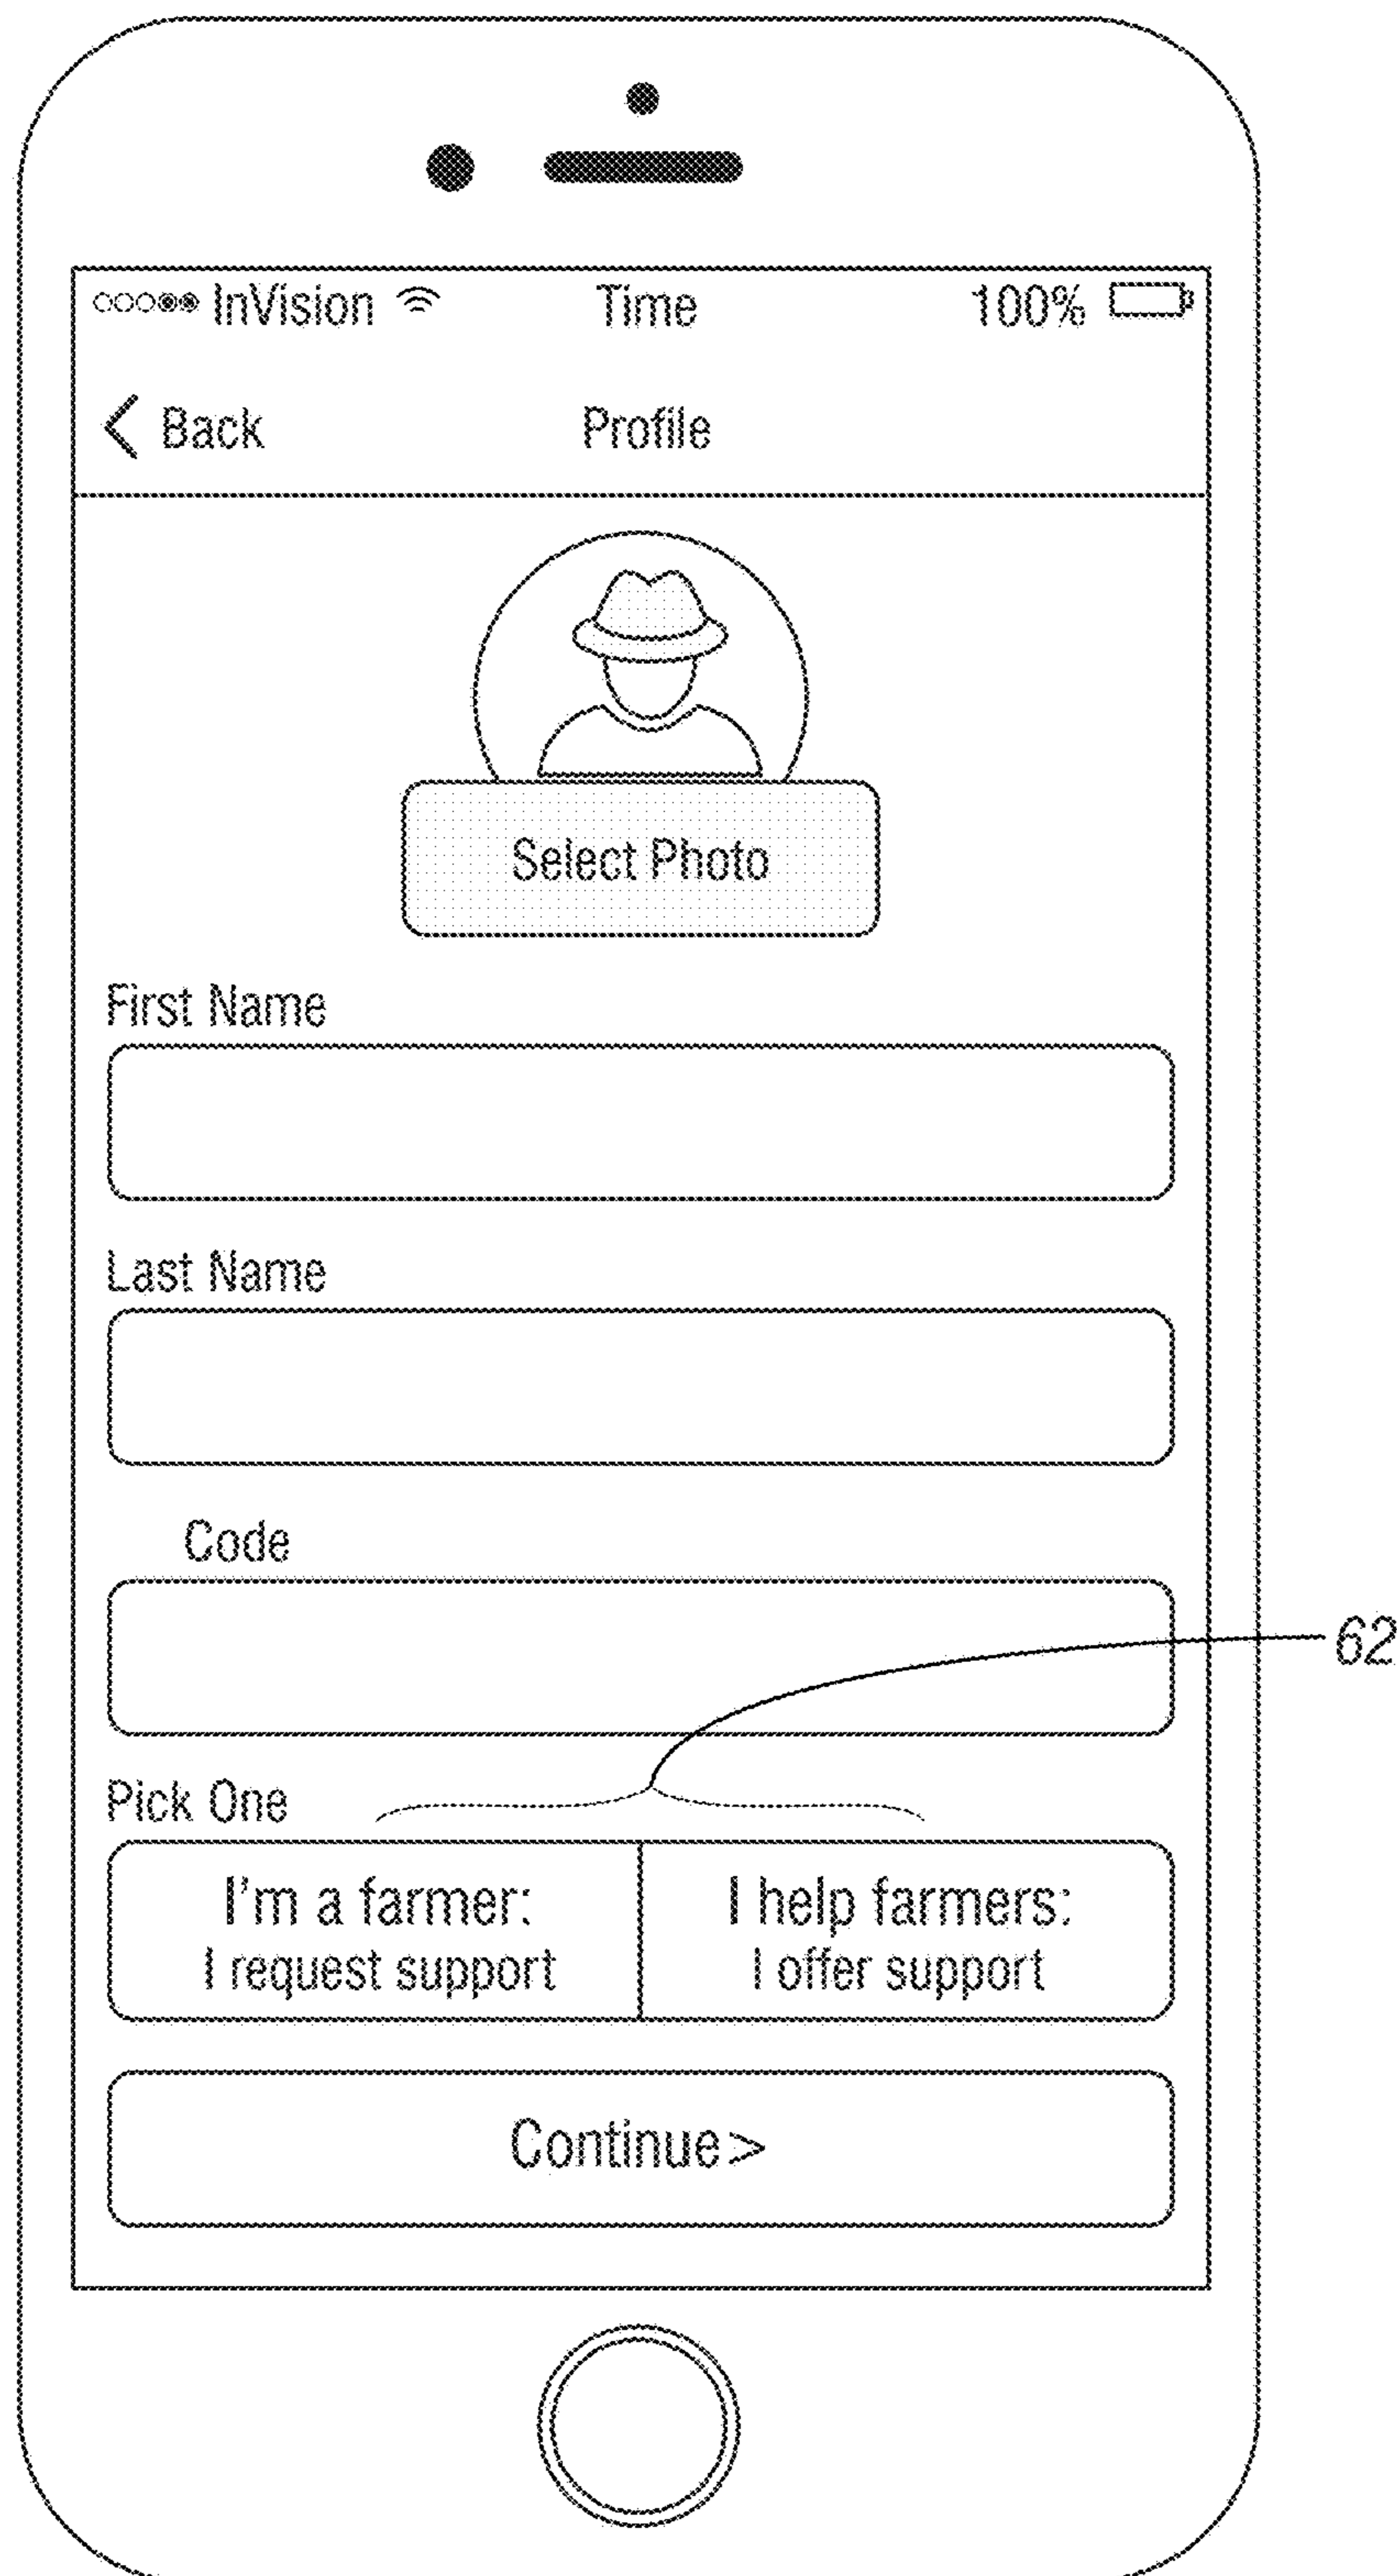 InVision Time 100%
< Back Profile
Select Photo
First Name
Last Name
Code
62
Pick One
I'm a farmer: I help farmers:
I request support I offer support
Continue >